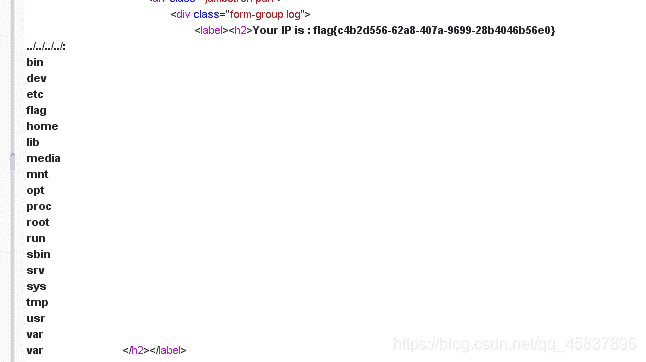 <div class="form-group log">
<label><h2>Your IP is : flag{c4b2d556-62a8-407a-9699-28b4046b56e0}
../../../../:
bin
dev
etc
flag
home
lib
media
mnt
opt
proc
root
run
sbin
srv
sys
tmp
usr
var
var </h2></label>
https://blog.csdn.net/qq_45837896